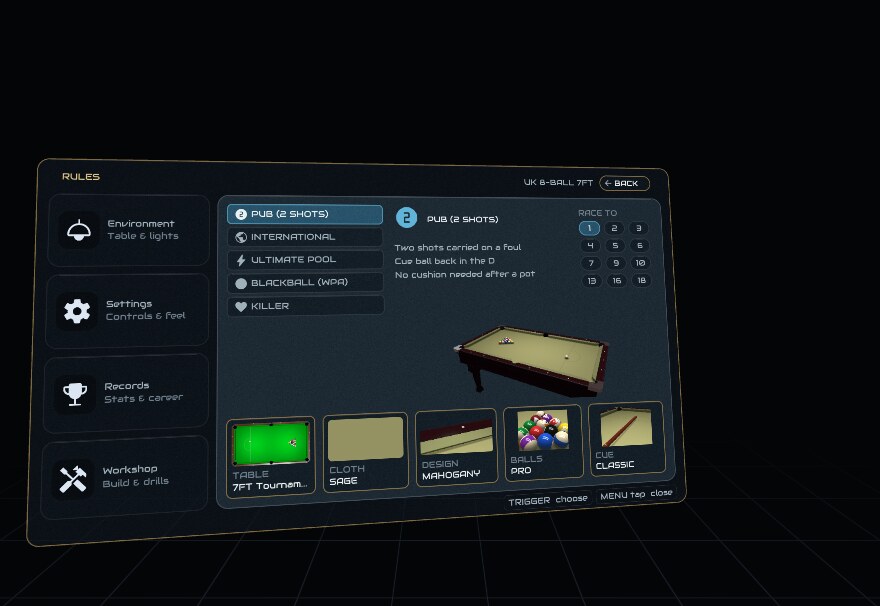 RULES
UK 8-BALL 7FT
← BACK
Environment
Table & lights
Settings
Controls & feel
Records
Stats & career
Workshop
Build & drills
2 PUB (2 SHOTS)
INTERNATIONAL
ULTIMATE POOL
BLACKBALL (WPA)
KILLER
2 PUB (2 SHOTS)
Two shots carried on a foul
Cue ball back in the D
No cushion needed after a pot
RACE TO
1 2 3
4 5 6
7 9 10
13 16 18
TABLE
7FT Tournam...
CLOTH
SAGE
DESIGN
MAHOGANY
BALLS
PRO
CUE
CLASSIC
TRIGGER choose
MENU tap close